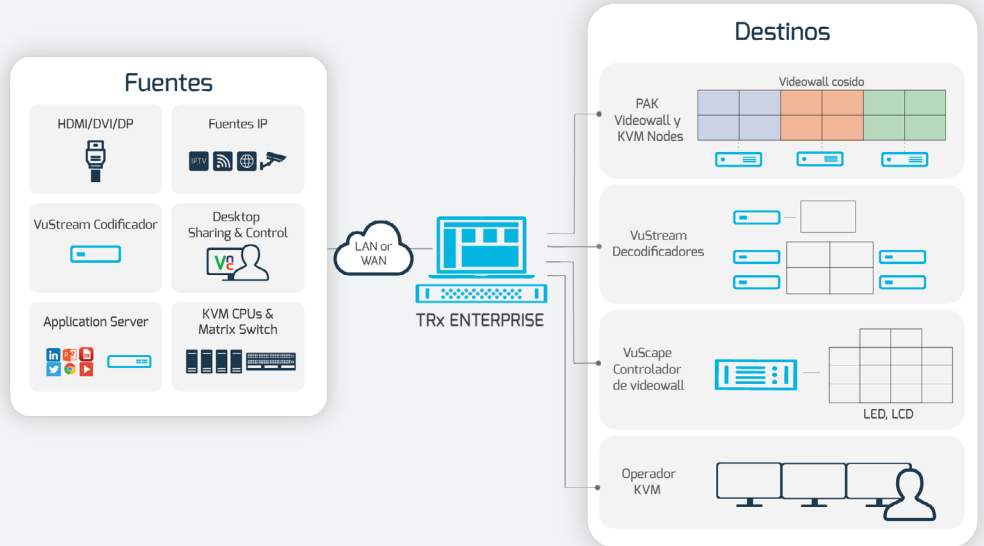 Fuentes
HDMI/DVI/DP
Fuentes IP
IPTV
VuStream Codificador
Desktop
Sharing & Control
Vnc
Application Server
in
KVM CPUs &
Matrix Switch
LAN or
WAN
TRx ENTERPRISE
Destinos
PAK
Videowall y
KVM Nodes
Videowall cosido
VuStream
Decodificadores
VuScape
Controlador
de videowall
LED, LCD
Operador
KVM